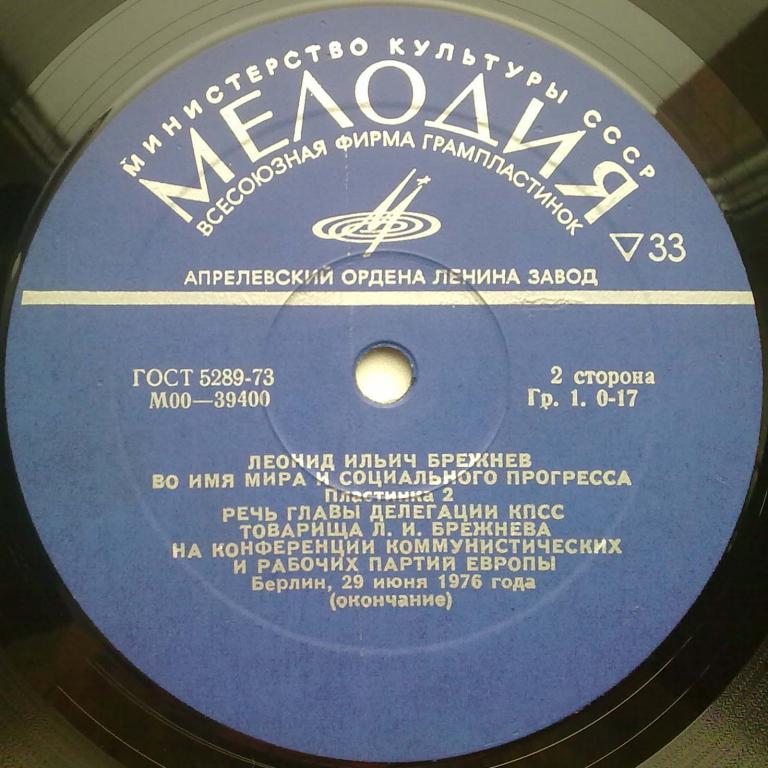 МИНИСТЕРСТВО КУЛЬТУРЫ СССР
МЕЛОДИЯ
ВСЕСОЮЗНАЯ ФИРМА ГРАМПЛАСТИНОК
33
АПРЕЛЕВСКИЙ ОРДЕНА ЛЕНИНА ЗАВОД
ГОСТ 5289-73
М00—39400
2 сторона
Гр. 1. 0-17
ЛЕОНИД ИЛЬИЧ БРЕЖНЕВ
ВО ИМЯ МИРА И СОЦИАЛЬНОГО ПРОГРЕССА
Пластинка 2
РЕЧЬ ГЛАВЫ ДЕЛЕГАЦИИ КПСС
ТОВАРИЩА Л. И. БРЕЖНЕВА
НА КОНФЕРЕНЦИИ КОММУНИСТИЧЕСКИХ
И РАБОЧИХ ПАРТИЙ ЕВРОПЫ
Берлин, 29 июня 1976 года
(окончание)